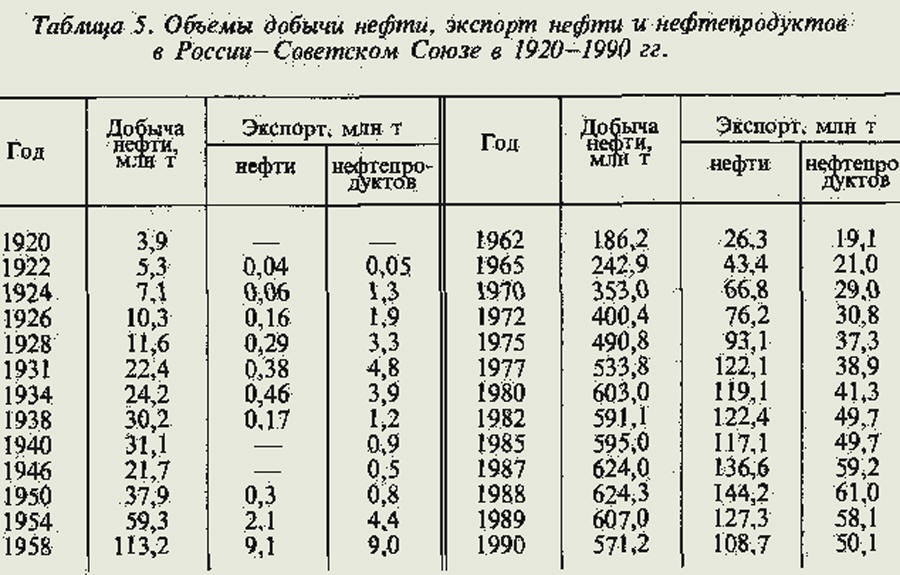 Таблица 5. Объемы добычи нефти, экспорт нефти и нефтепродуктов
в России—Советском Союзе в 1920—1990 гг.
Год Добыча нефти, млн т Экспорт, млн т Год Добыча нефти, млн т Экспорт, млн т
нефти нефтепро-дуктов нефти нефтепро дуктов
1920 3,9 — — 1962 186,2 26,3 19,1
1922 5,3 0,04 0,05 1965 242,9 43,4 21,0
1924 7,1 0,06 1,3 1970 353,0 66,8 29,0
1926 10,3 0,16 1,9 1972 400,4 76,2 30,8
1928 11,6 0,29 3,3 1975 490,8 93,1 37,3
1931 22,4 0,38 4,8 1977 533,8 122,1 38,9
1934 24,2 0,46 3,9 1980 603,0 119,1 41,3
1938 30,2 0,17 1,2 1982 591,1 122,4 49,7
1940 31,1 — 0,9 1985 595,0 117,1 49,7
1946 21,7 — 0,5 1987 624,0 136,6 59,2
1950 37,9 0,3 0,8 1988 624,3 144,2 61,0
1954 59,3 2,1 4,4 1989 607,0 127,3 58,1
1958 113,2 9,1 9,0 1990 571,2 108,7 50,1